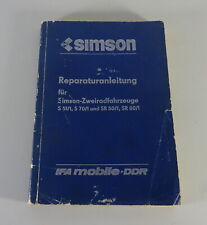 simson
Reparaturanleitung
für
Simson-Zweiradfahrzeuge
S 51/1, S 70/1 und SR 50/1, SR 80/1
IFA mobile-DDR